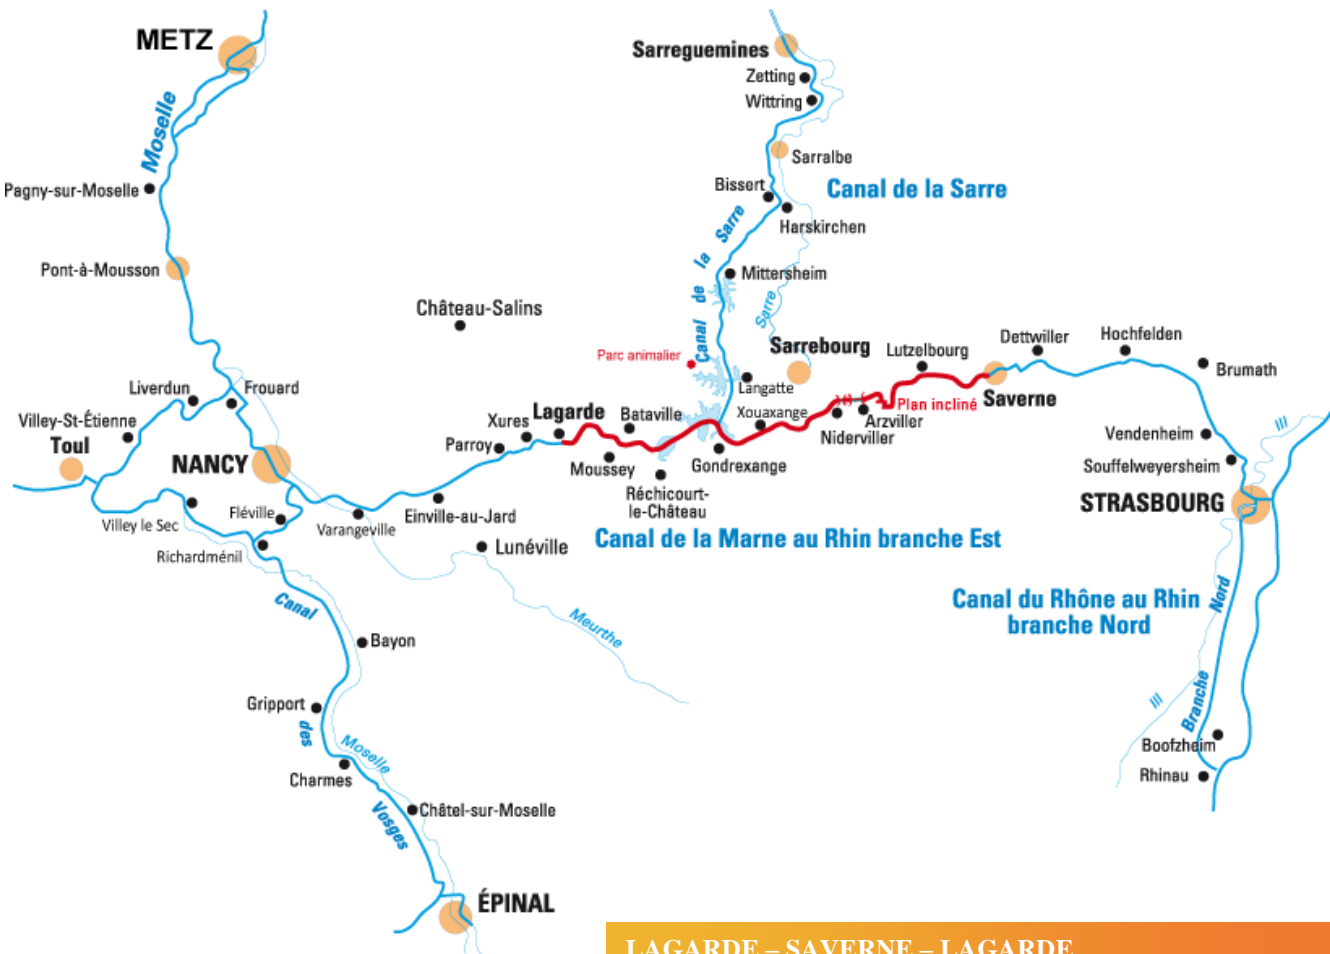 METZ
Moselle
Pagny-sur-Moselle
Pont-à-Mousson
Sarreguemines
Zetting
Wittring
Sarralbe
Bissert
Canal de la Sarre
Harskirchen
Canal de la Sarre
Mittersheim
Sarre
Château-Salins
Parc animalier
Sarrebourg
Langatte
Lutzelbourg
Dettwiller
Hochfelden
Brumath
Liverdun
Frouard
Villey-St-Étienne
Toul
NANCY
Xures
Lagarde
Bataville
Parroy
Xouaxange
Plan incliné
Saverne
Arzviller
Niderviller
Vendenheim
Souffelweyersheim
Ill
STRASBOURG
Moussey
Gondrexange
Réchicourt-
le-Château
Villey le Sec
Fléville
Varangeville
Einville-au-Jard
Richardménil
Lunéville
Canal de la Marne au Rhin branche Est
Canal du Rhône au Rhin
branche Nord
Canal
des
Vosges
Meurthe
Bayon
Gripport
Moselle
Charmes
Châtel-sur-Moselle
ÉPINAL
Branche
Nord
Ill
Boofzheim
Rhinau
LAGARDE – SAVERNE – LAGARDE